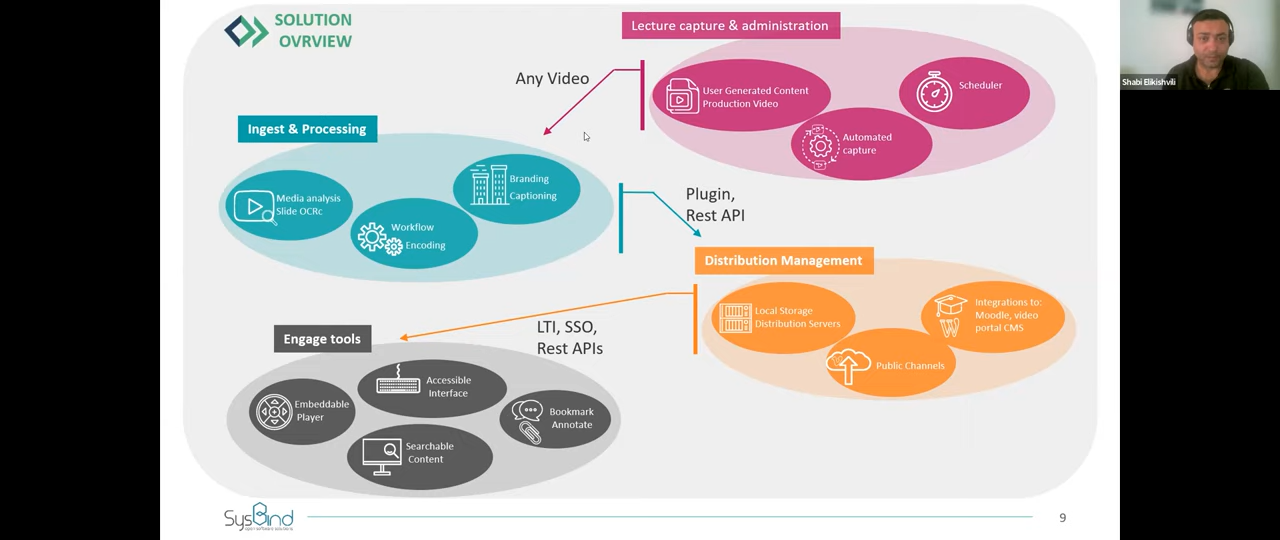 SOLUTION
OVRVIEW
Lecture capture & administration
User Generated Content
Production Video
Scheduler
Automated
capture
Any Video
Ingest & Processing
Media analysis
Slide OCRc
Workflow
Encoding
Branding
Captioning
Plugin,
Rest API
Distribution Management
Local Storage
Distribution Servers
Integrations to:
Moodle, video
portal CMS
Public Channels
LTI, SSO,
Rest APIs
Engage tools
Embeddable
Player
Accessible
Interface
Bookmark
Annotate
Searchable
Content
SysBind
open software solutions
9
Shabi Elikishvili